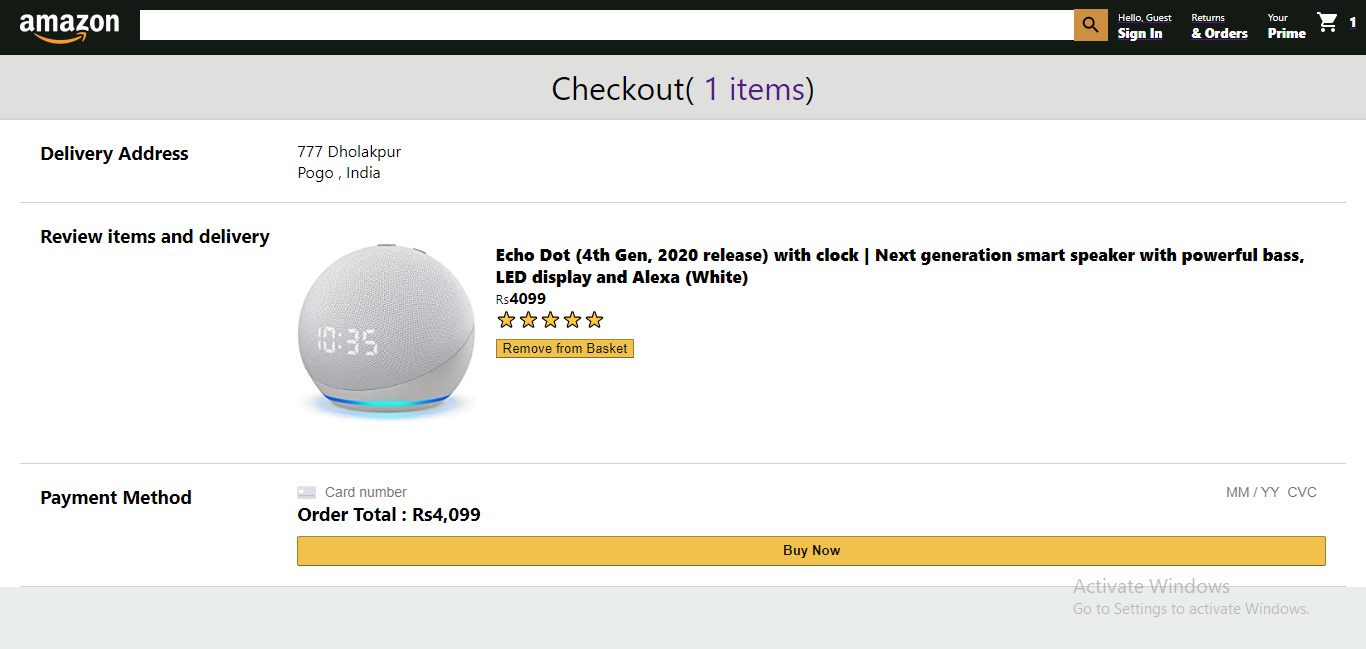 amazon
Hello, Guest
Sign In
Returns
& Orders
Your
Prime
1
Checkout( 1 items)
Delivery Address
777 Dholakpur
Pogo , India
Review items and delivery
10:35
Echo Dot (4th Gen, 2020 release) with clock | Next generation smart speaker with powerful bass,
LED display and Alexa (White)
Rs4099
Remove from Basket
Payment Method
Card number
MM / YY CVC
Order Total : Rs4,099
Buy Now
Activate Windows
Go to Settings to activate Windows.